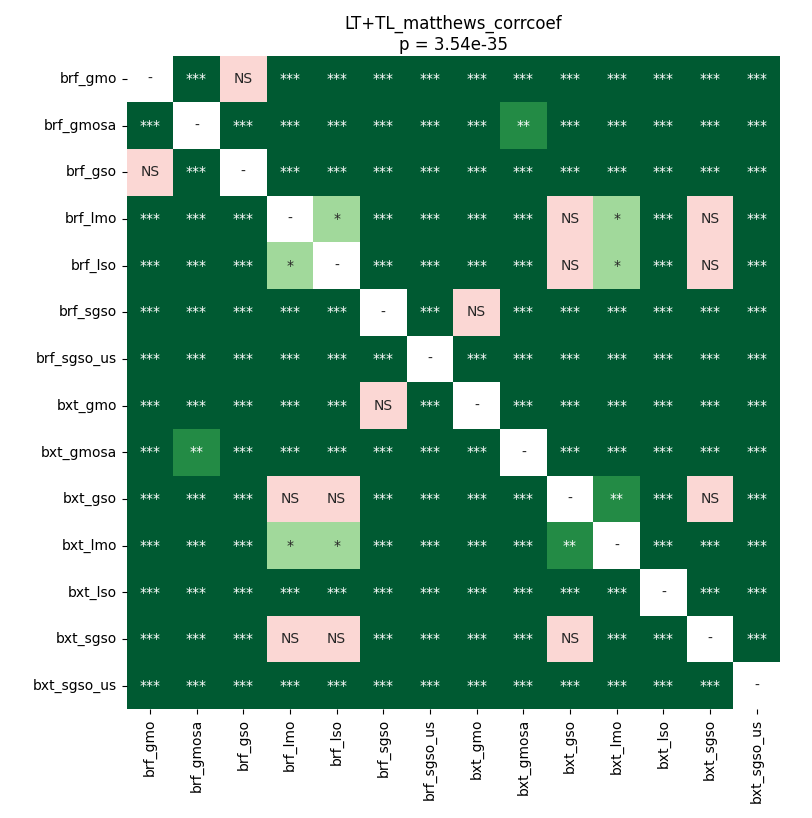 LT+TL_matthews_corrcoef
p = 3.54e-35
brf_gmo - *** NS *** *** *** *** *** *** *** *** *** *** ***
brf_gmosa *** - *** *** *** *** *** *** ** *** *** *** *** ***
brf_gso NS *** - *** *** *** *** *** *** *** *** *** *** ***
brf_lmo *** *** *** - * *** *** *** *** NS * *** NS ***
brf_lso *** *** *** * - *** *** *** *** NS * *** NS ***
brf_sgso *** *** *** *** *** - *** NS *** *** *** *** *** ***
brf_sgso_us *** *** *** *** *** *** - *** *** *** *** *** *** ***
bxt_gmo *** *** *** *** *** NS *** - *** *** *** *** *** ***
bxt_gmosa *** ** *** *** *** *** *** *** - *** *** *** *** ***
bxt_gso *** *** *** NS NS *** *** *** *** - ** *** NS ***
bxt_lmo *** *** *** * * *** *** *** *** ** - *** *** ***
bxt_lso *** *** *** *** *** *** *** *** *** *** *** - *** ***
bxt_sgso *** *** *** NS NS *** *** *** *** NS *** *** - ***
bxt_sgso_us *** *** *** *** *** *** *** *** *** *** *** *** *** -
brf_gmo brf_gmosa brf_gso brf_lmo brf_lso brf_sgso brf_sgso_us bxt_gmo bxt_gmosa bxt_gso bxt_lmo bxt_lso bxt_sgso bxt_sgso_us